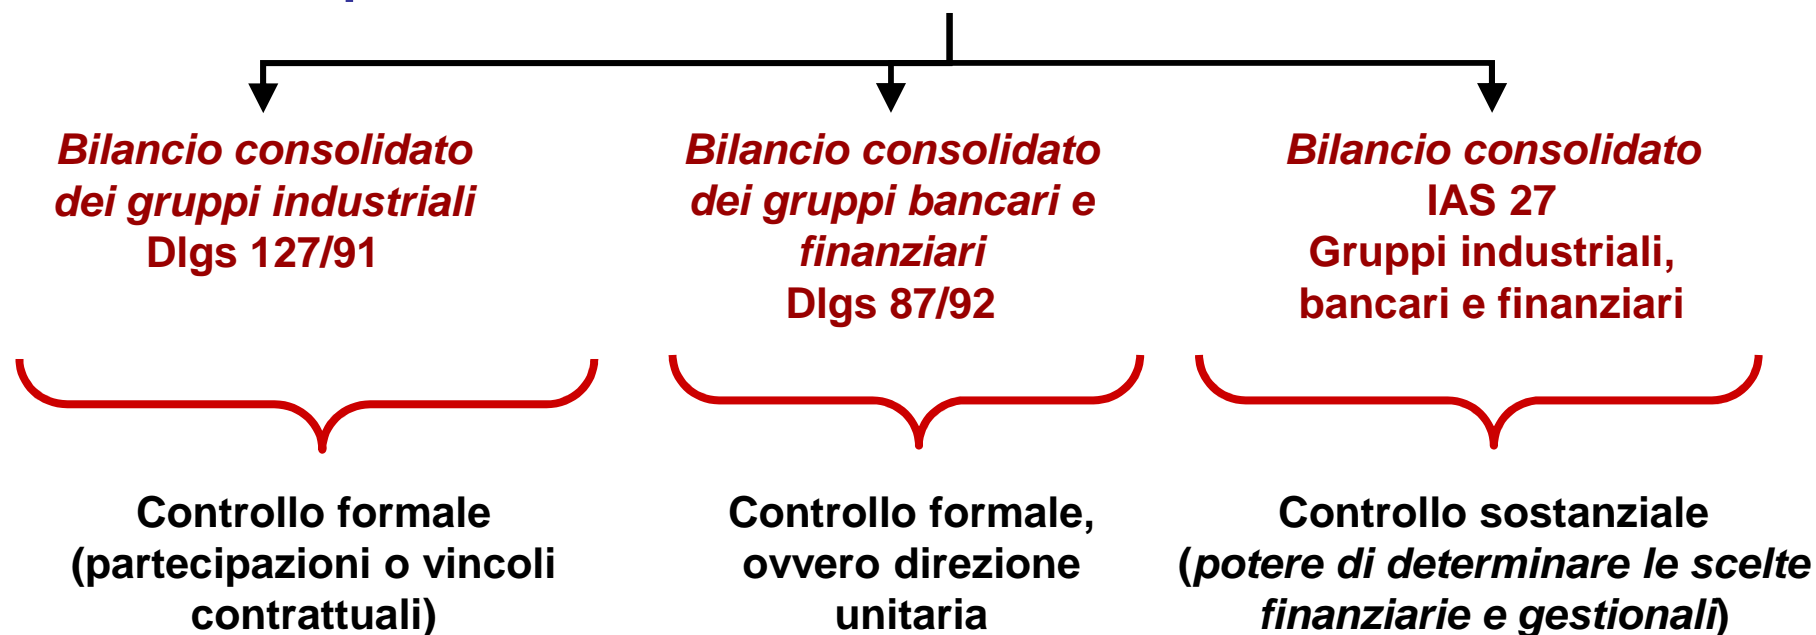 Bilancio consolidato
dei gruppi industriali
Dlgs 127/91
Bilancio consolidato
dei gruppi bancari e
finanziari
Dlgs 87/92
Bilancio consolidato
IAS 27
Gruppi industriali,
bancari e finanziari
Controllo formale
(partecipazioni o vincoli
contrattuali)
Controllo formale,
ovvero direzione
unitaria
Controllo sostanziale
(potere di determinare le scelte
finanziarie e gestionali)